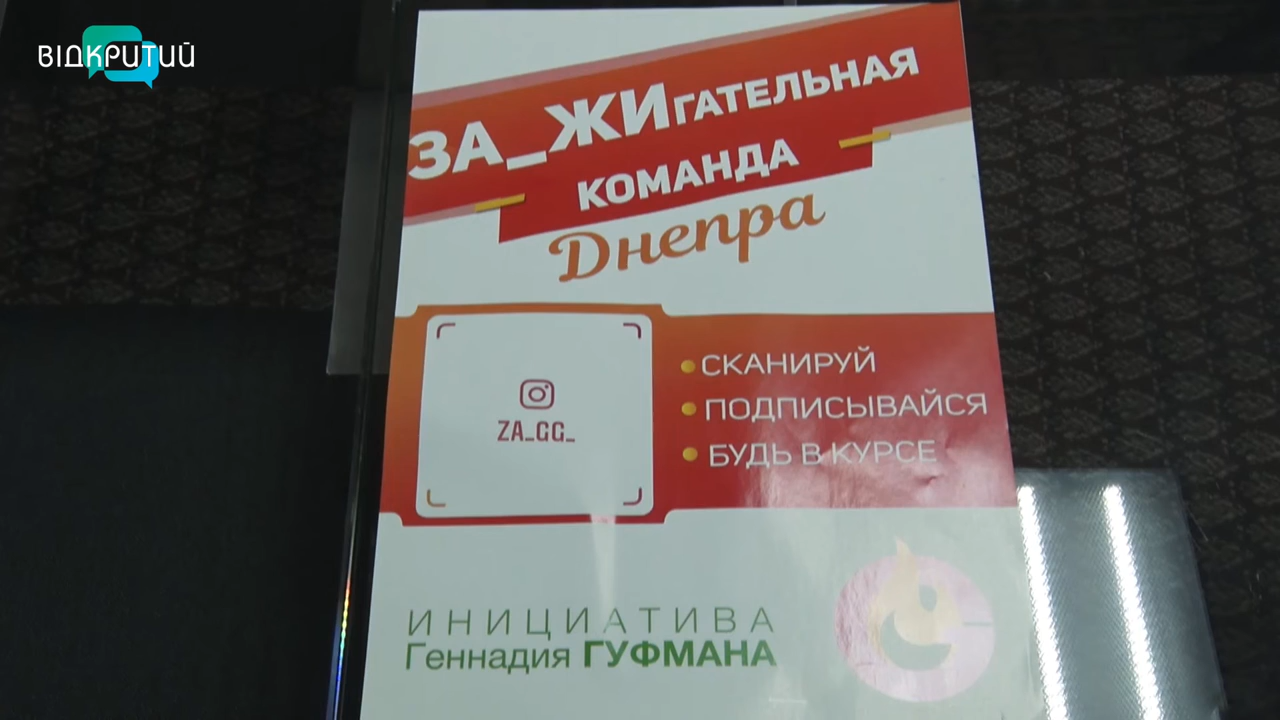 ВІДКРИТИЙ
ЗА_ЖИГАТЕЛЬНАЯ
КОМАНДА
Днепра
ZA_GG_
СКАНИРУЙ
ПОДПИСЫВАЙСЯ
БУДЬ В КУРСЕ
ИНИЦИАТИВА
Геннадия ГУФМАНА